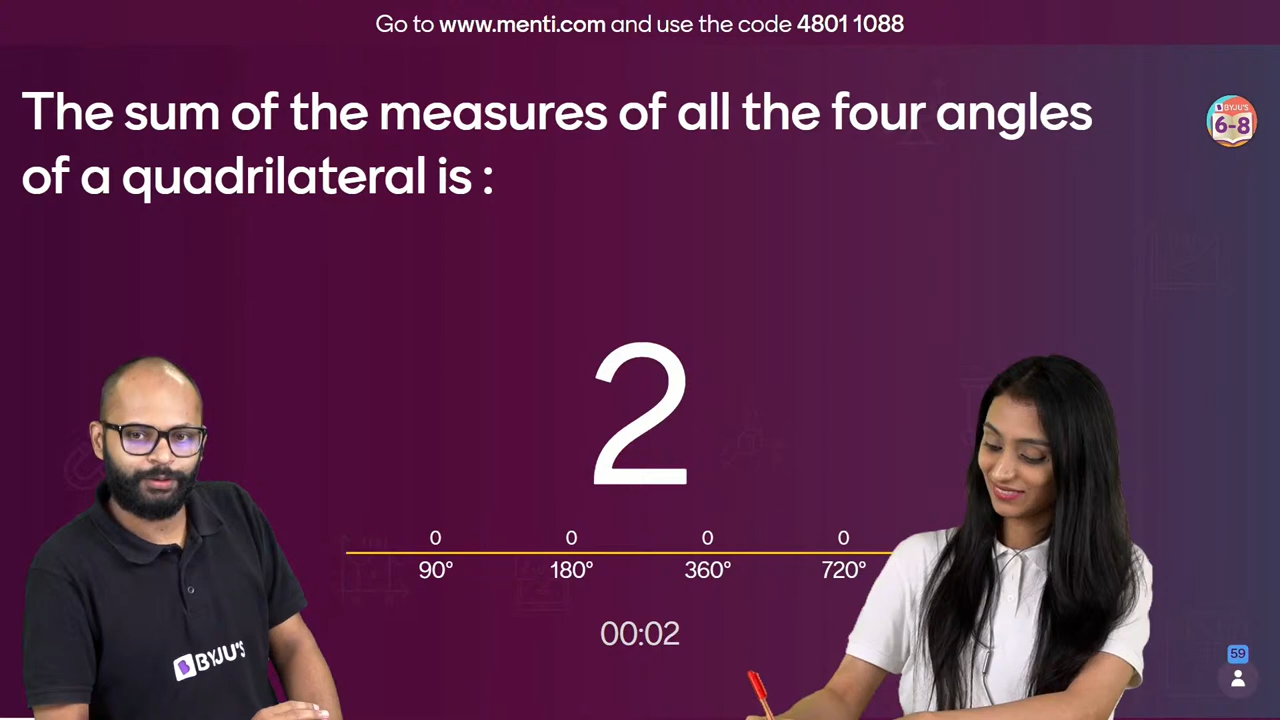 Go to www.menti.com and use the code 4801 1088
The sum of the measures of all the four angles
of a quadrilateral is :
BYJU'S
6-8
2
0 0 0 0
90° 180° 360° 720°
00:02
BYJU'S
59